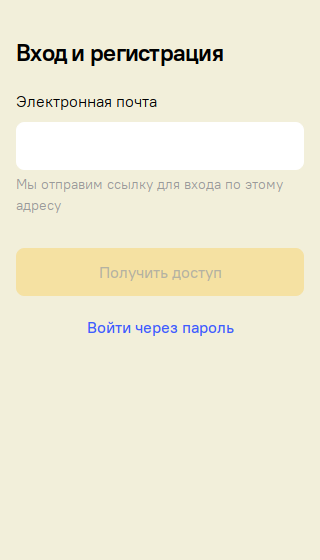 Вход и регистрация
Электронная почта
Мы отправим ссылку для входа по этому
адресу
Получить доступ
Войти через пароль